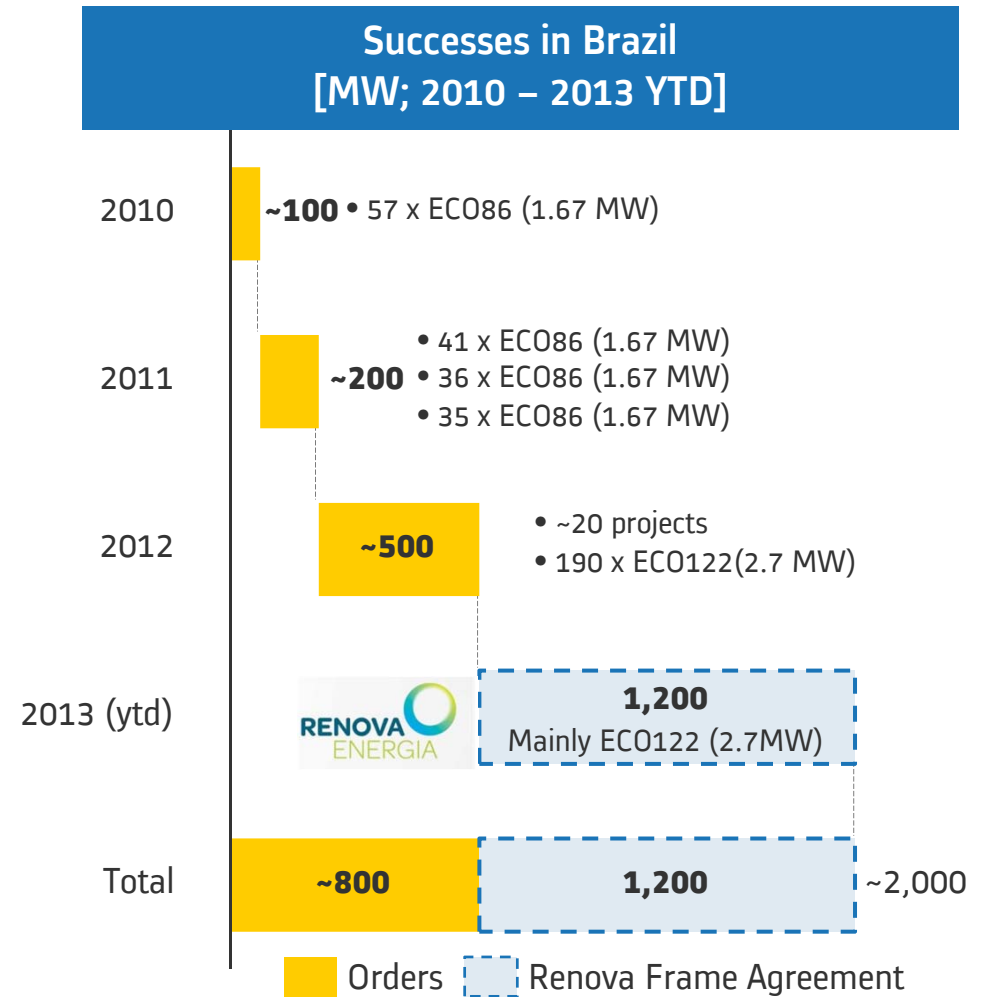 Successes in Brazil
[MW; 2010 – 2013 YTD]
2010
~100 • 57 x ECO86 (1.67 MW)
2011
~200
• 41 x ECO86 (1.67 MW)
• 36 x ECO86 (1.67 MW)
• 35 x ECO86 (1.67 MW)
2012
~500
• ~20 projects
• 190 x ECO122(2.7 MW)
2013 (ytd)
RENOVA
ENERGIA
1,200
Mainly ECO122 (2.7MW)
Total
~800
1,200
~2,000
Orders
Renova Frame Agreement